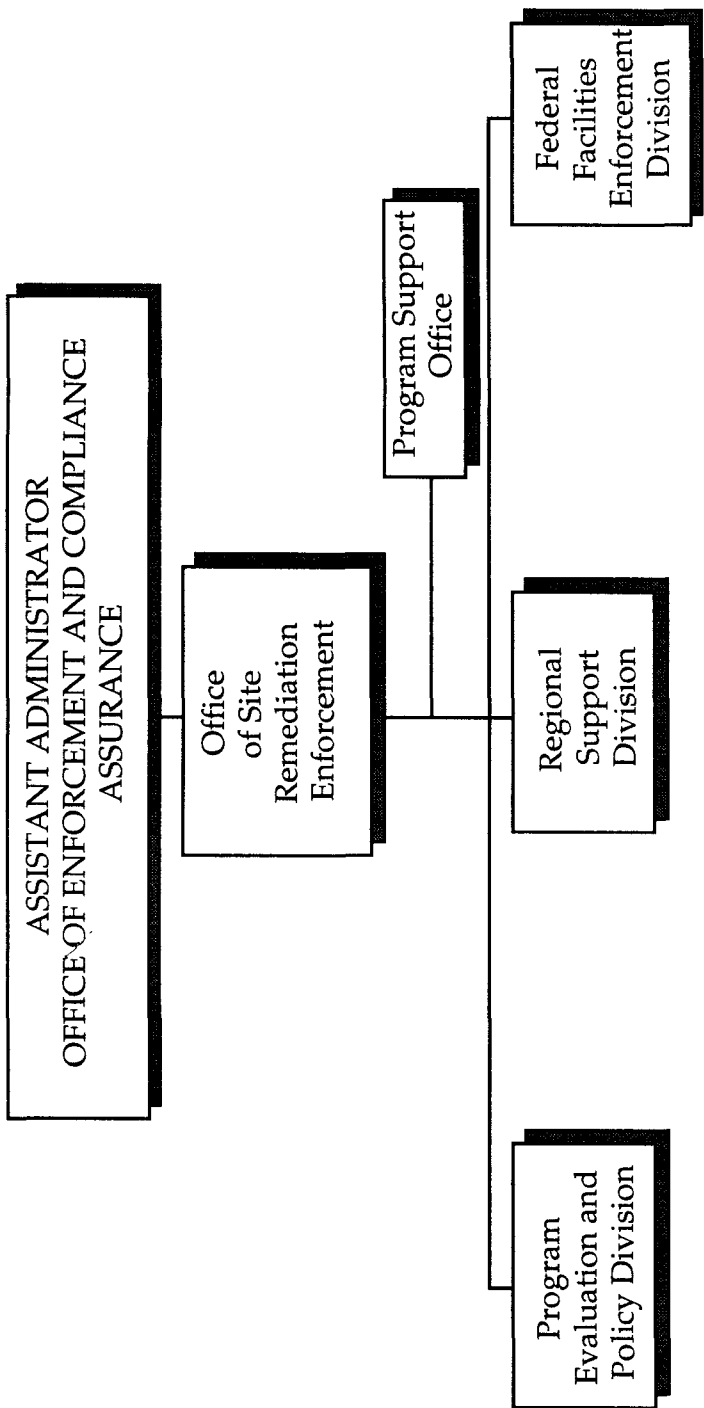 ASSISTANT ADMINISTRATOR
OFFICE OF ENFORCEMENT AND COMPLIANCE
ASSURANCE
Office
of Site
Remediation
Enforcement
Program Support
Office
Program
Evaluation and
Policy Division
Regional
Support
Division
Federal
Facilities
Enforcement
Division